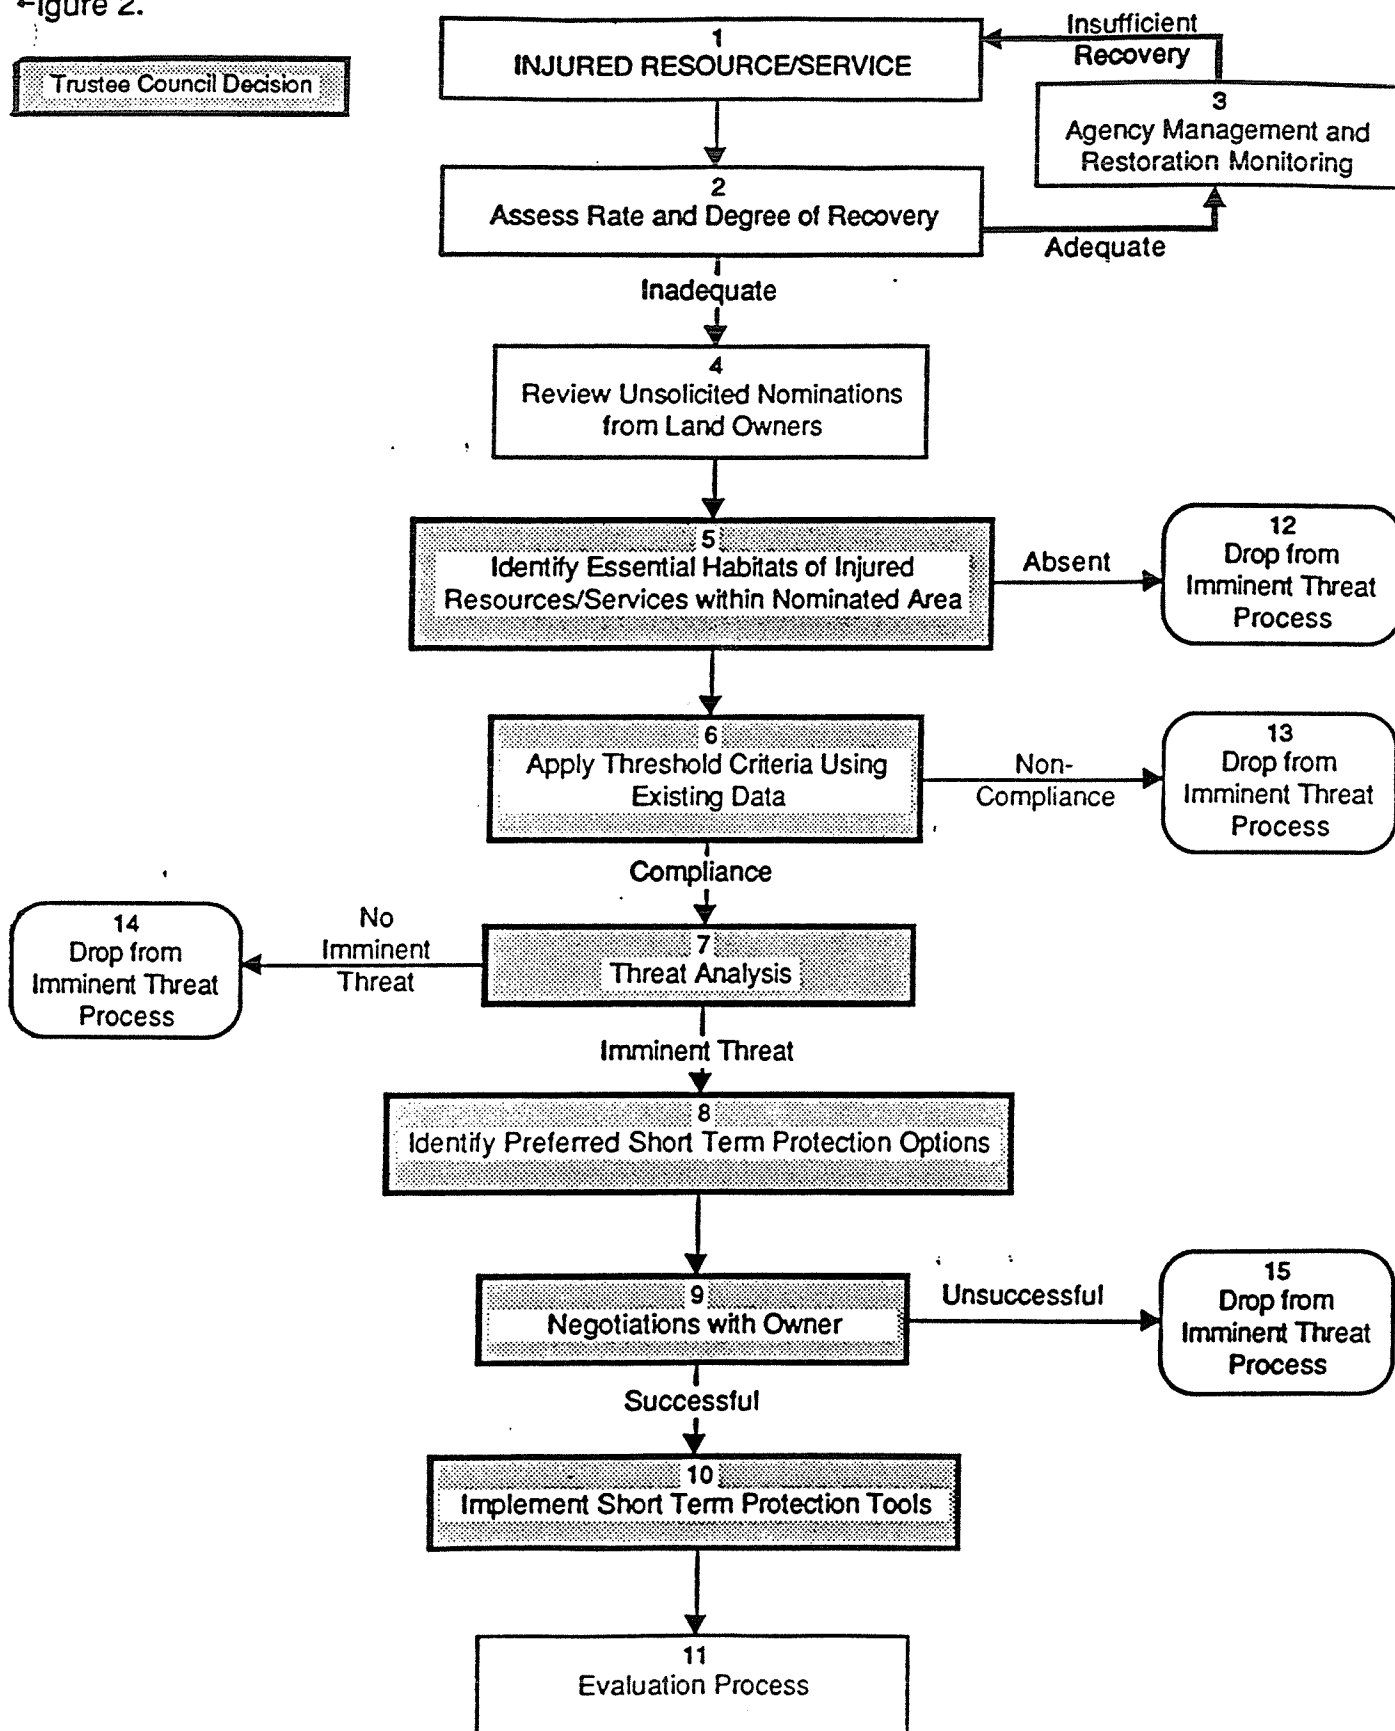 Figure 2.
Trustee Council Decision
1
INJURED RESOURCE/SERVICE
Insufficient
Recovery
3
Agency Management and
Restoration Monitoring
2
Assess Rate and Degree of Recovery
Adequate
Inadequate
4
Review Unsolicited Nominations
from Land Owners
5
Identify Essential Habitats of Injured
Resources/Services within Nominated Area
Absent
12
Drop from
Imminent Threat
Process
6
Apply Threshold Criteria Using
Existing Data
Non-
Compliance
13
Drop from
Imminent Threat
Process
Compliance
7
Threat Analysis
No
Imminent
Threat
14
Drop from
Imminent Threat
Process
Imminent Threat
8
Identify Preferred Short Term Protection Options
9
Negotiations with Owner
Unsuccessful
15
Drop from
Imminent Threat
Process
Successful
10
Implement Short Term Protection Tools
11
Evaluation Process